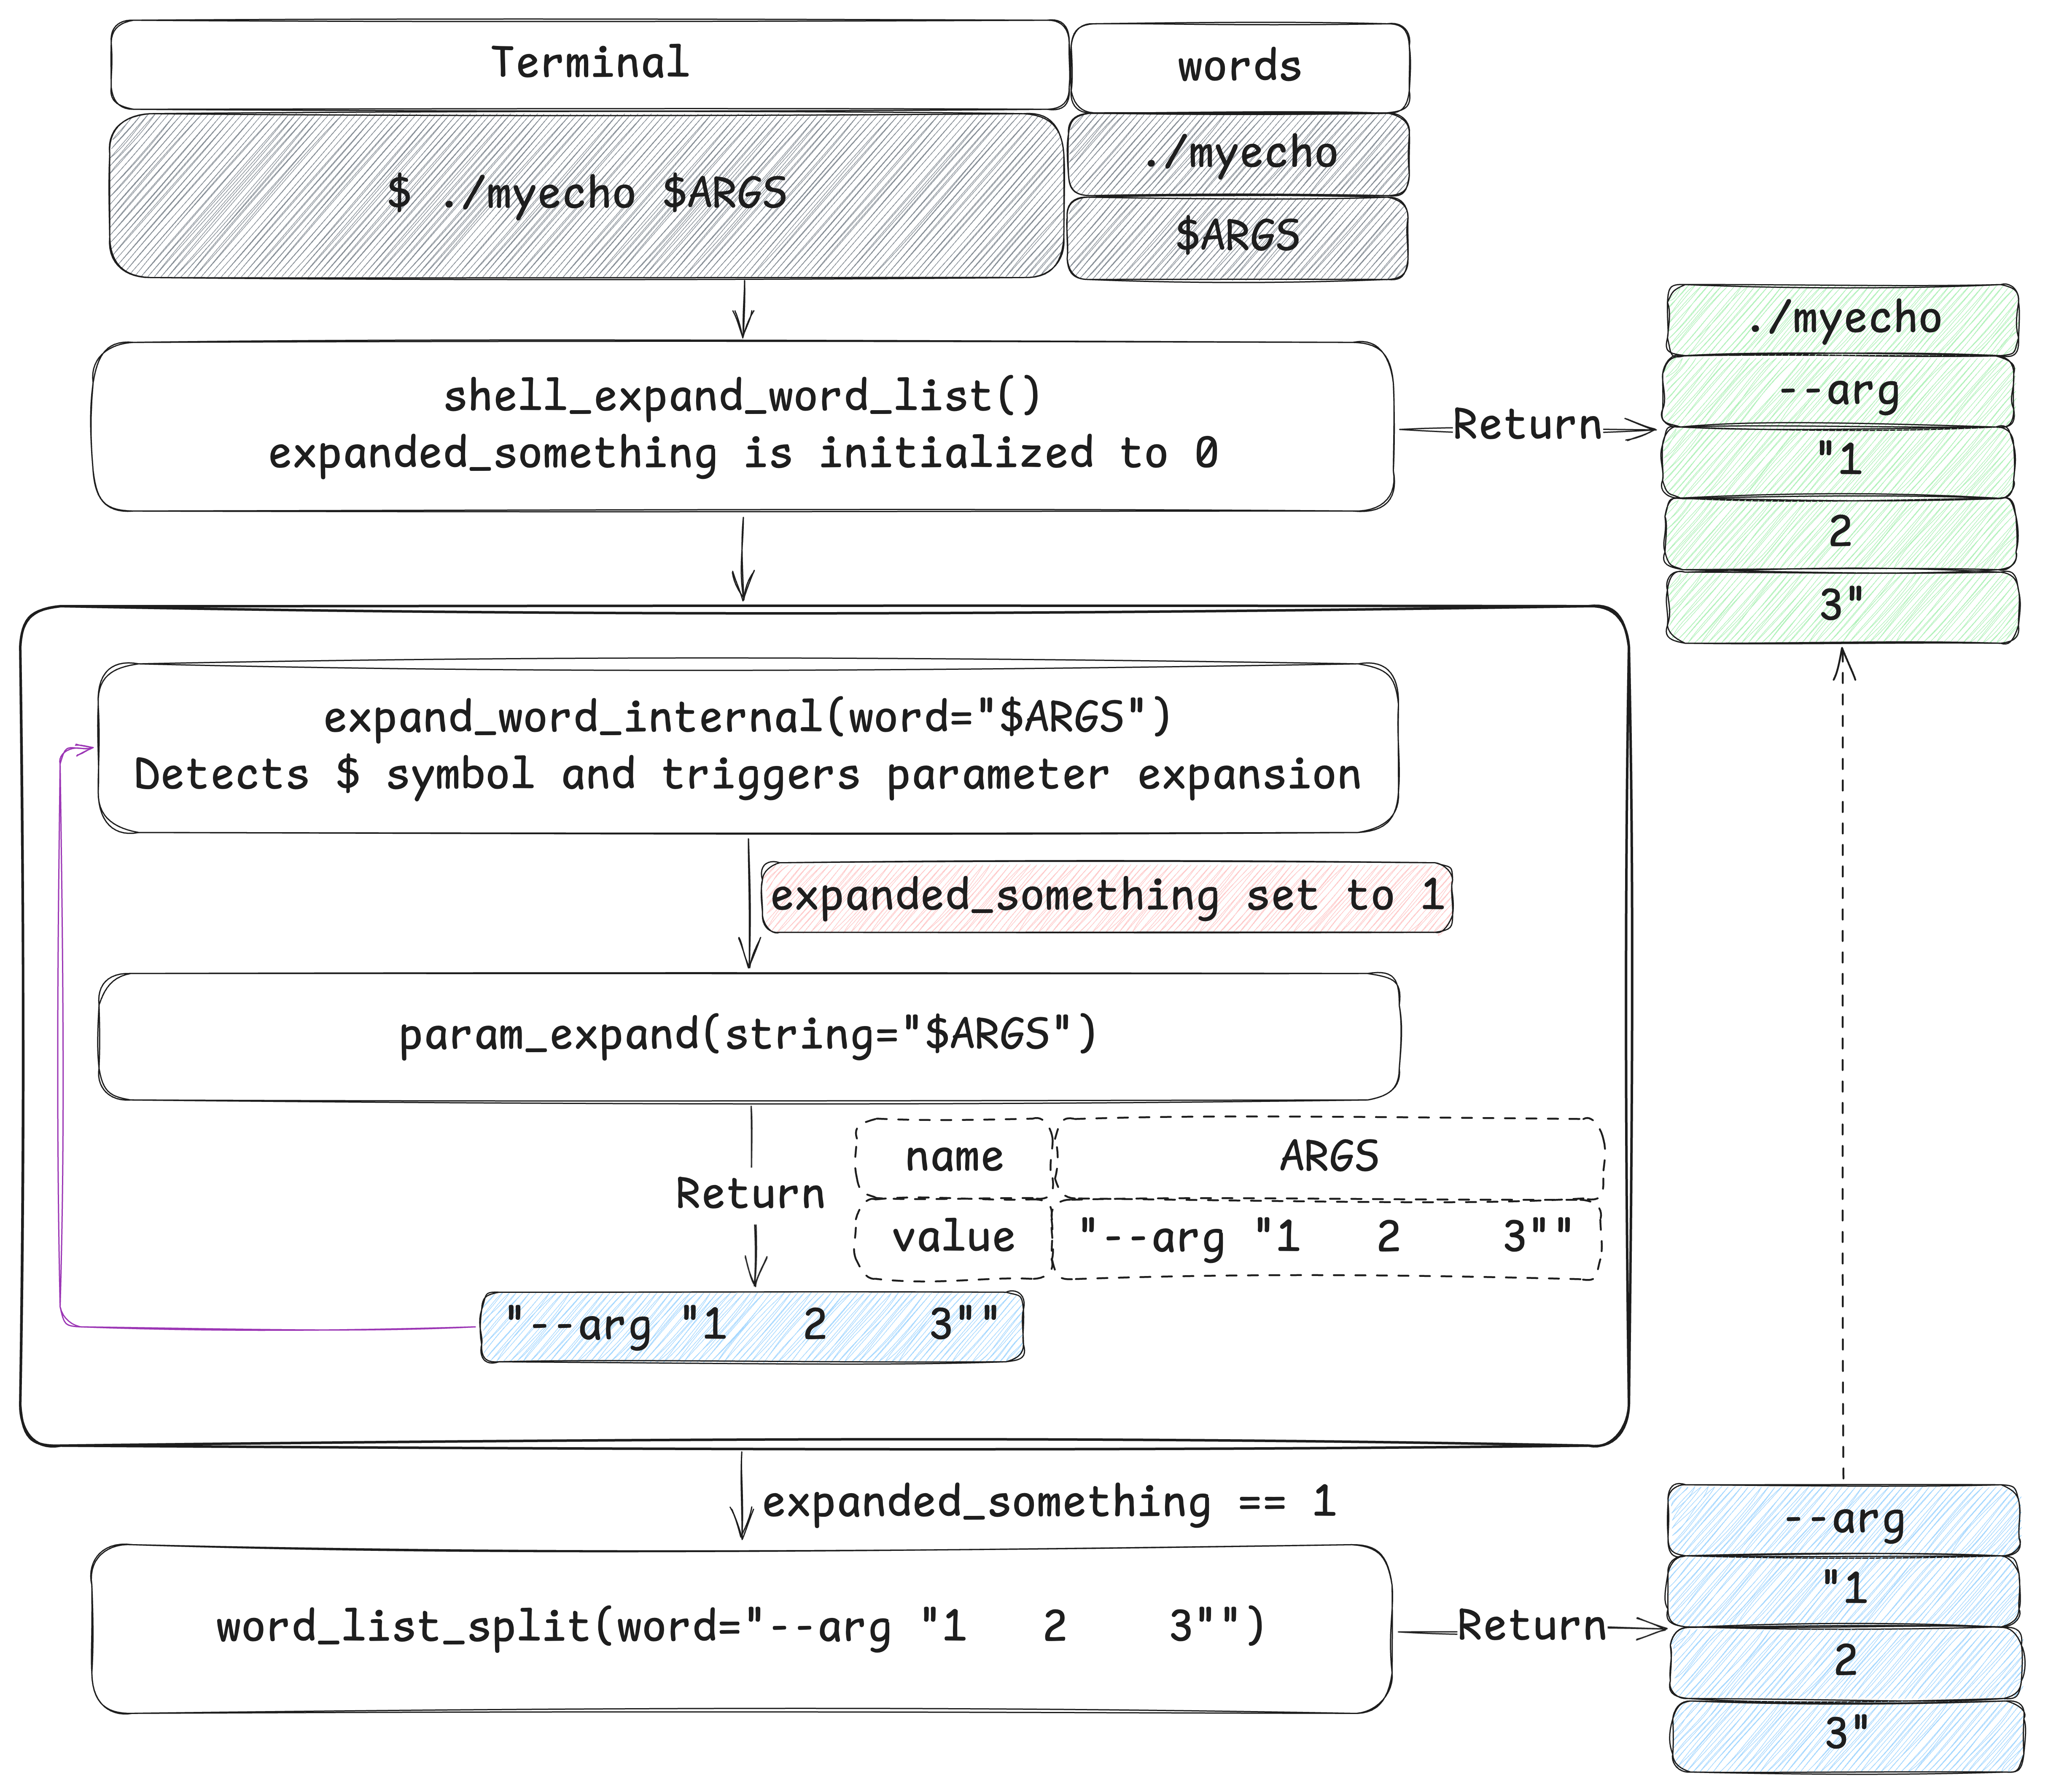 Terminal
words
$ ./myecho $ARGS
./myecho
$ARGS
shell_expand_word_list()
expanded_something is initialized to 0
Return
./myecho
--arg
"1
2
3"
expand_word_internal(word="$ARGS")
Detects $ symbol and triggers parameter expansion
expanded_something set to 1
param_expand(string="$ARGS")
Return
name
ARGS
value
"--arg "1   2    3""
"--arg "1   2    3""
expanded_something == 1
word_list_split(word="--arg "1   2    3"")
Return
--arg
"1
2
3"